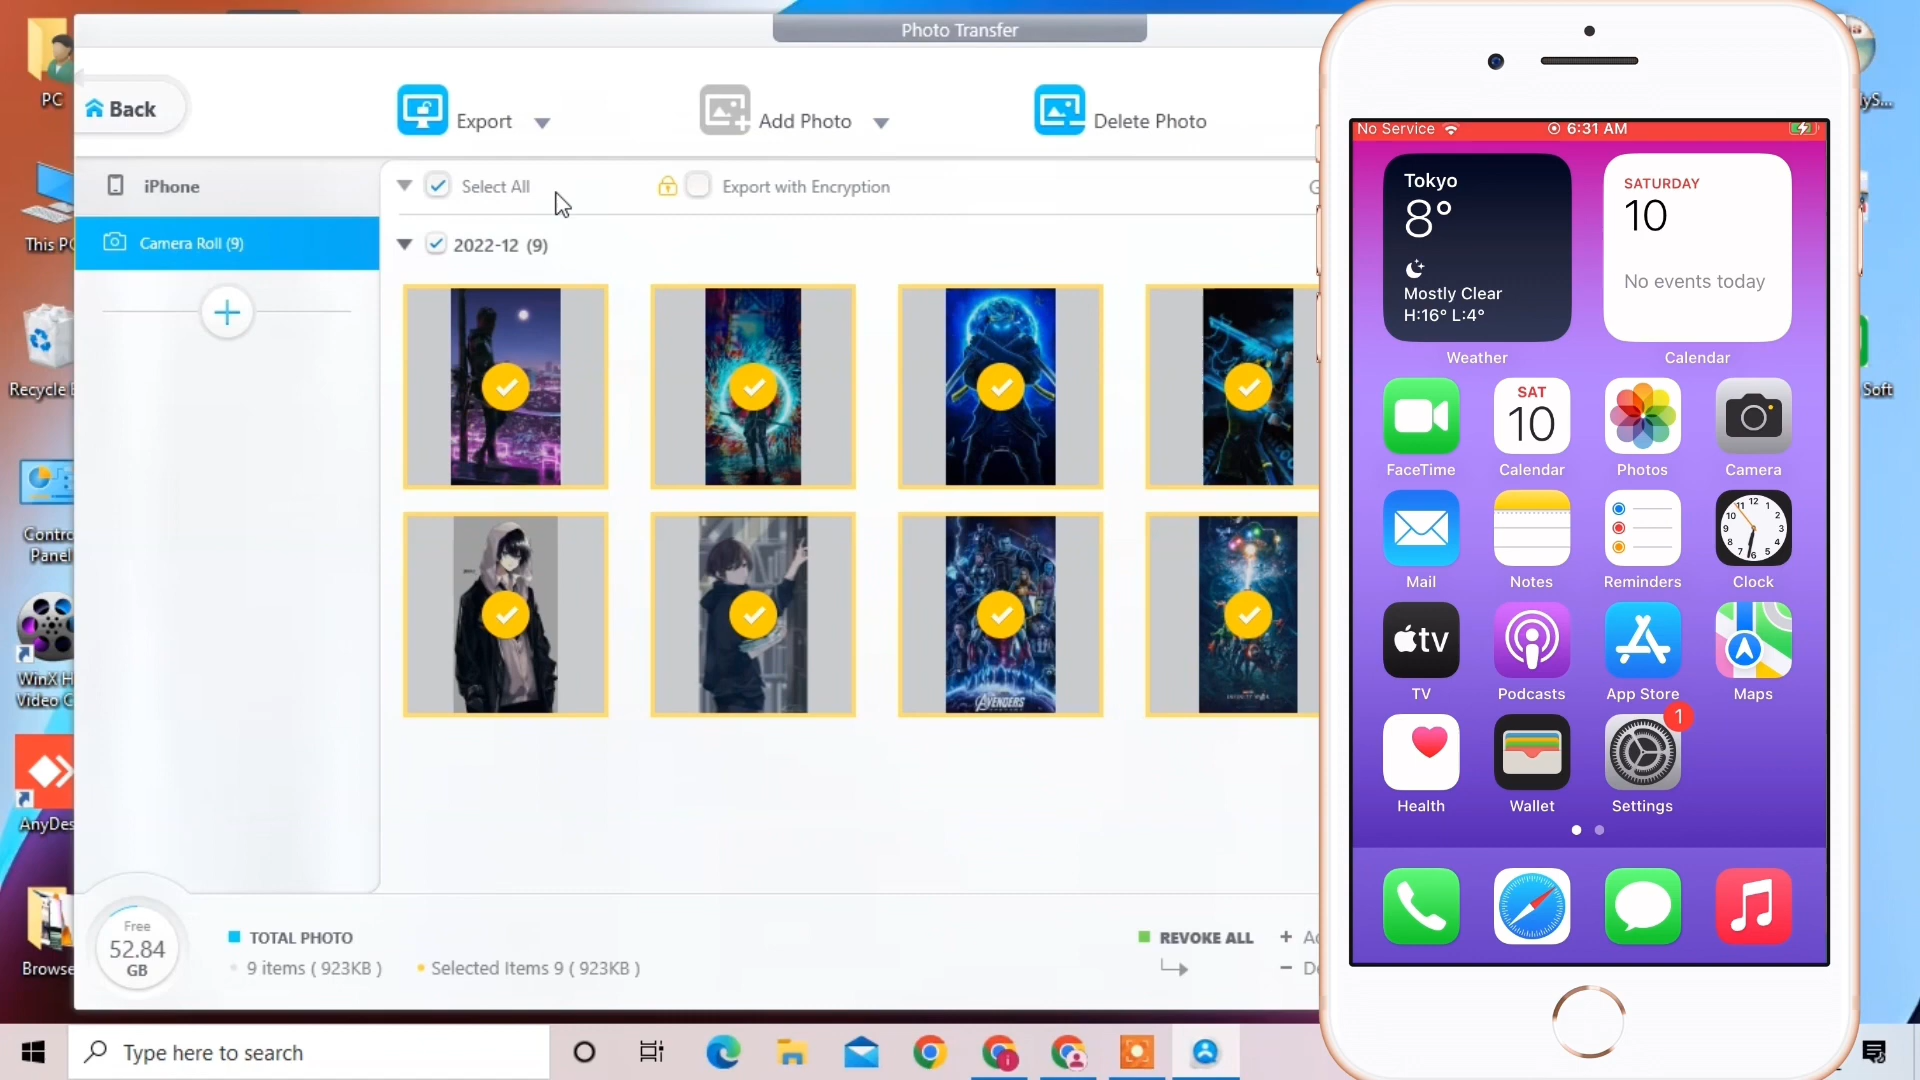 Photo Transfer
PC
Back
Export
Add Photo
Delete Photo
iPhone
Select All
Export with Encryption
This PC
Camera Roll (9)
2022-12 (9)
Recycle
Soft
Control
Panel
AVENGERS
WinX H
Video C
AnyDes
Browse
Free
52.84
GB
TOTAL PHOTO
9 items ( 923KB )
Selected Items 9 ( 923KB )
REVOKE ALL
Type here to search
No Service
6:31 AM
Tokyo
8°
Mostly Clear
H:16° L:4°
Weather
SATURDAY
10
No events today
Calendar
FaceTime
SAT
10
Calendar
Photos
Camera
Mail
Notes
Reminders
Clock
tv
TV
Podcasts
App Store
Maps
Health
Wallet
1
Settings